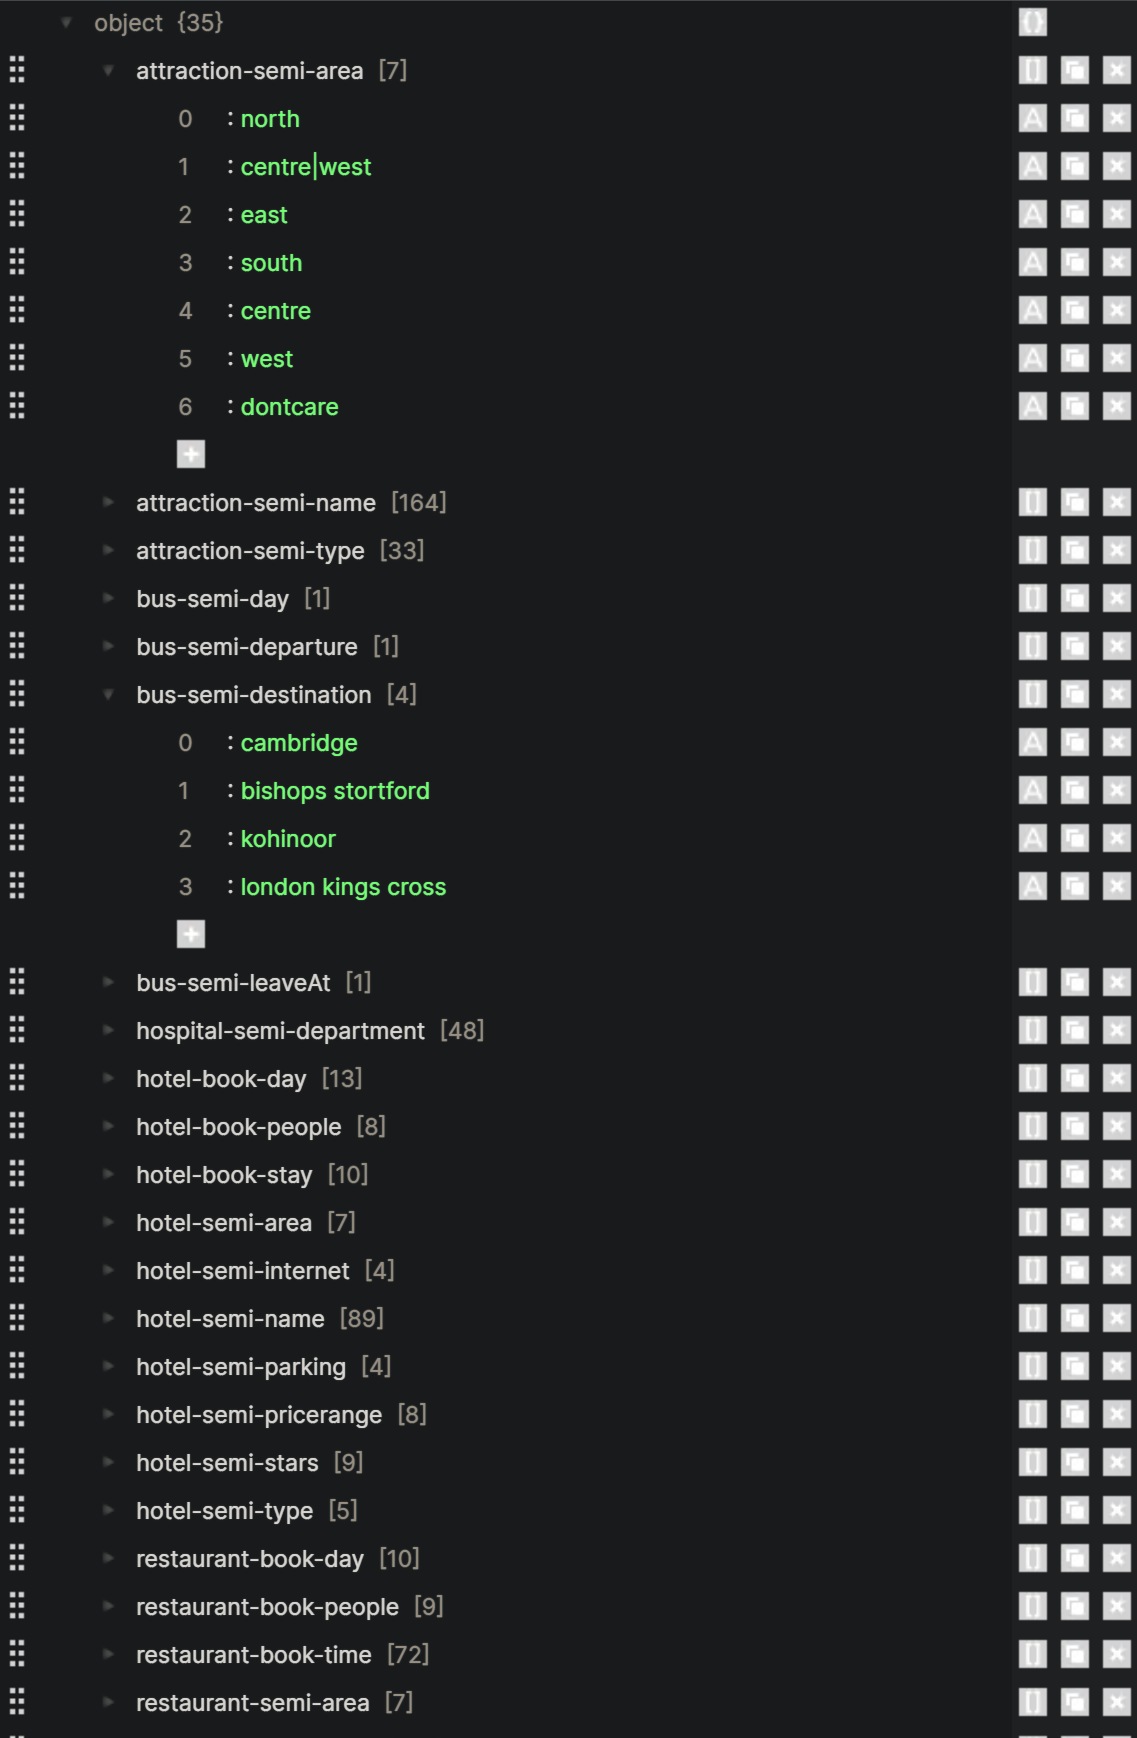 object {35}
attraction-semi-area [7]
0 : north
1 : centre|west
2 : east
3 : south
4 : centre
5 : west
6 : dontcare
attraction-semi-name [164]
attraction-semi-type [33]
bus-semi-day [1]
bus-semi-departure [1]
bus-semi-destination [4]
0 : cambridge
1 : bishops stortford
2 : kohinoor
3 : london kings cross
bus-semi-leaveAt [1]
hospital-semi-department [48]
hotel-book-day [13]
hotel-book-people [8]
hotel-book-stay [10]
hotel-semi-area [7]
hotel-semi-internet [4]
hotel-semi-name [89]
hotel-semi-parking [4]
hotel-semi-pricerange [8]
hotel-semi-stars [9]
hotel-semi-type [5]
restaurant-book-day [10]
restaurant-book-people [9]
restaurant-book-time [72]
restaurant-semi-area [7]